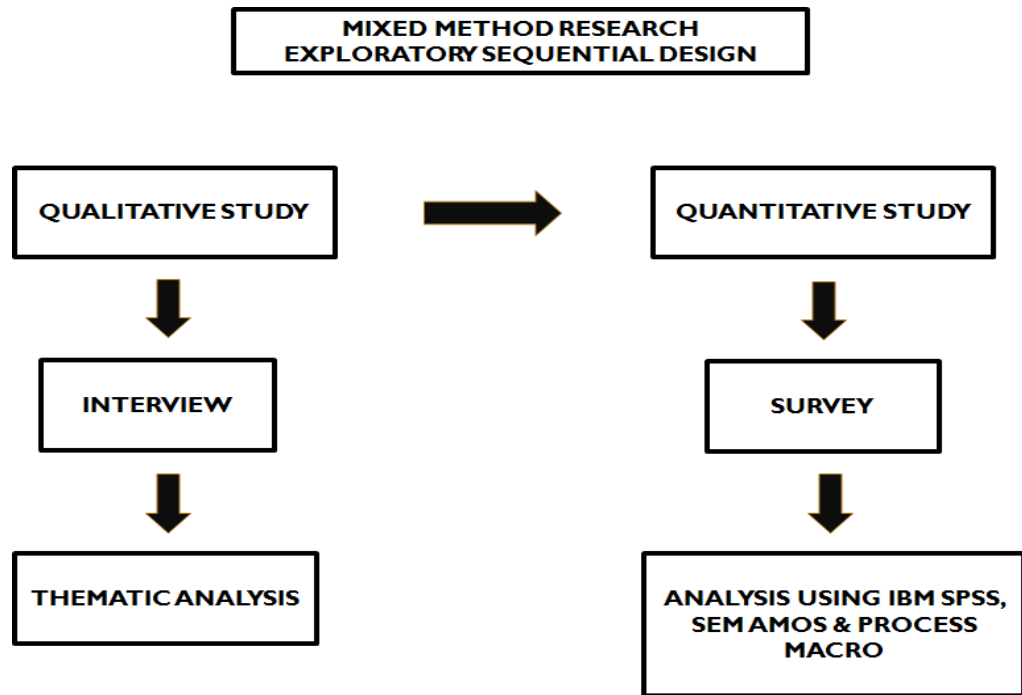 MIXED METHOD RESEARCH
EXPLORATORY SEQUENTIAL DESIGN
QUALITATIVE STUDY
QUANTITATIVE STUDY
INTERVIEW
SURVEY
THEMATIC ANALYSIS
ANALYSIS USING IBM SPSS,
SEM AMOS & PROCESS
MACRO